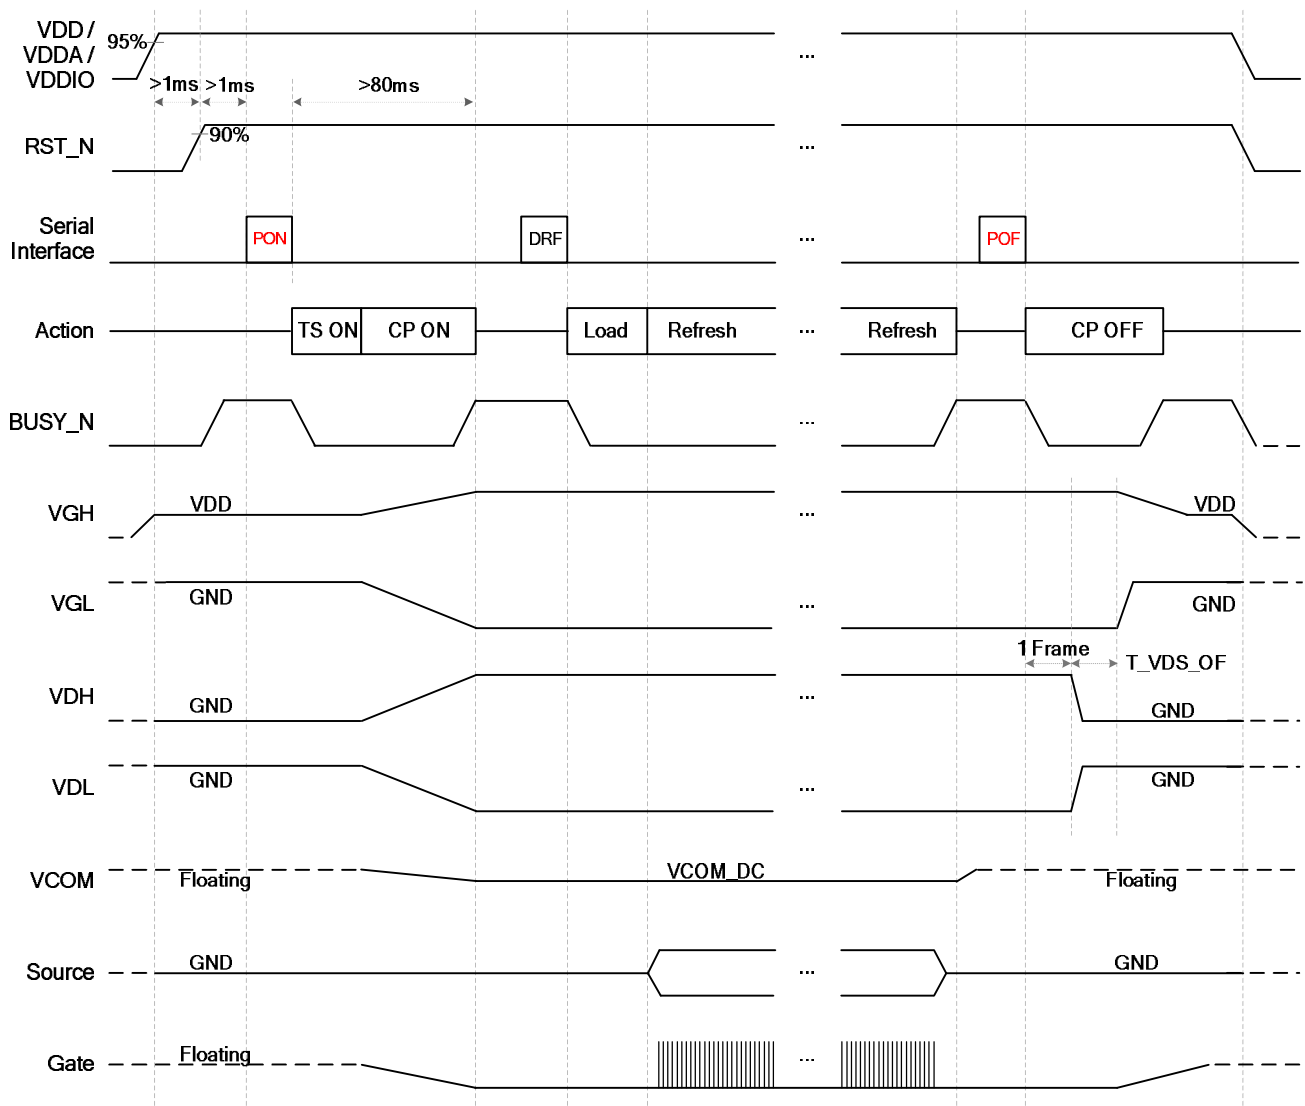 VDD /
VDDA /
VDDIO
95%
>1ms >1ms >80ms
...
RST_N
90%
...
Serial
Interface
PON DRF ... POF
Action TS ON CP ON Load Refresh ... Refresh CP OFF
BUSY_N ...
VGH VDD ... VDD
VGL GND ... GND
1 Frame T_VDS_OF
VDH GND ... GND
VDL GND ... GND
VCOM Floating VCOM_DC Floating
Source GND ... GND
Gate Floating ...